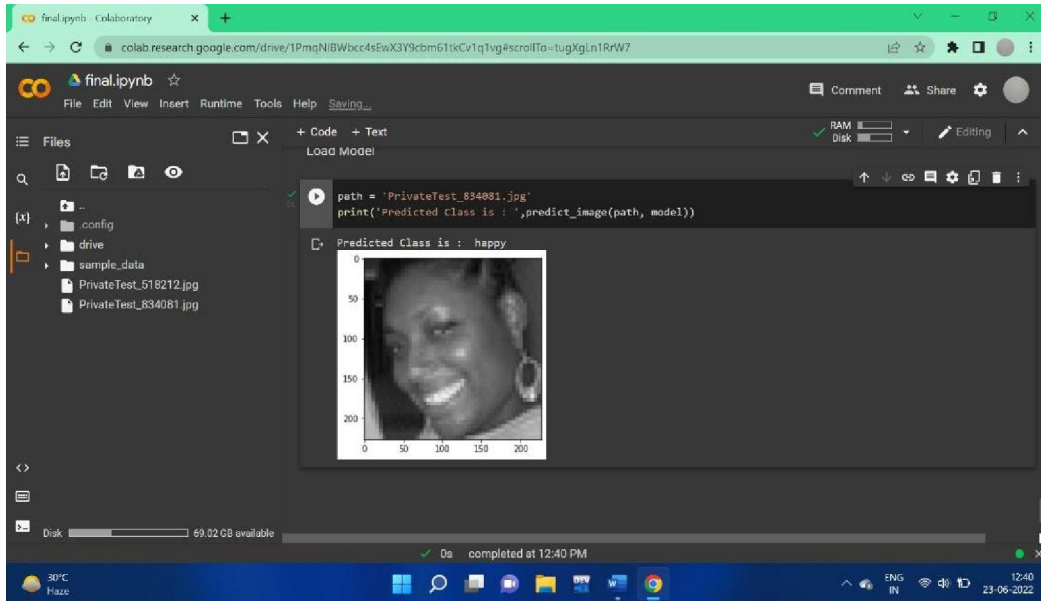 final.ipynb - Colaboratory
colab.research.google.com/drive/1PmqNIBWbcc4sEwX3Y9cbm61tkCv1q1vg#scrollTo=tugXgLn1RrW7
final.ipynb
File Edit View Insert Runtime Tools Help Saving...
Comment Share
Files
+ Code + Text
RAM
Disk
Editing
Load Model
{x}
..
.config
drive
sample_data
PrivateTest_518212.jpg
PrivateTest_834081.jpg
0s
path = 'PrivateTest_834081.jpg'
print('Predicted Class is : ',predict_image(path, model))
Predicted Class is : happy
0
50
100
150
200
0 50 100 150 200
Disk 69.02 GB available
0s completed at 12:40 PM
30°C
Haze
DEV
ENG
IN
12:40
23-06-2022